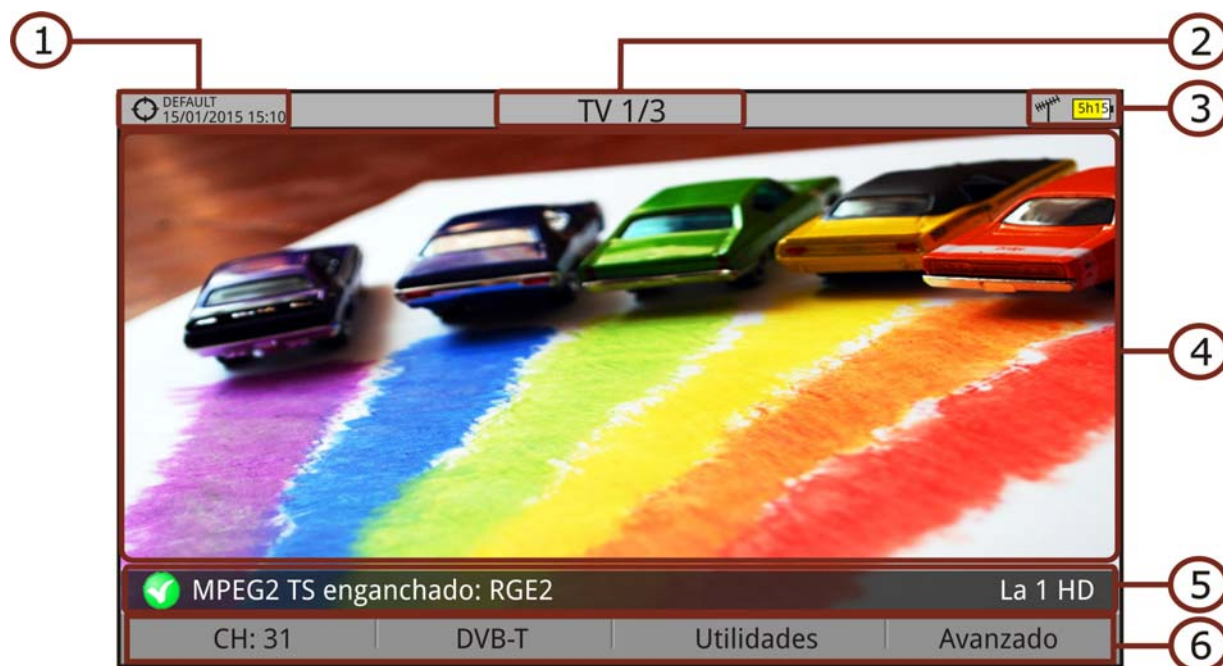 1
2
DEFAULT
15/01/2015 15:10
TV 1/3
5h15
3
4
MPEG2 TS enganchado: RGE2
La 1 HD
5
CH: 31
DVB-T
Utilidades
Avanzado
6